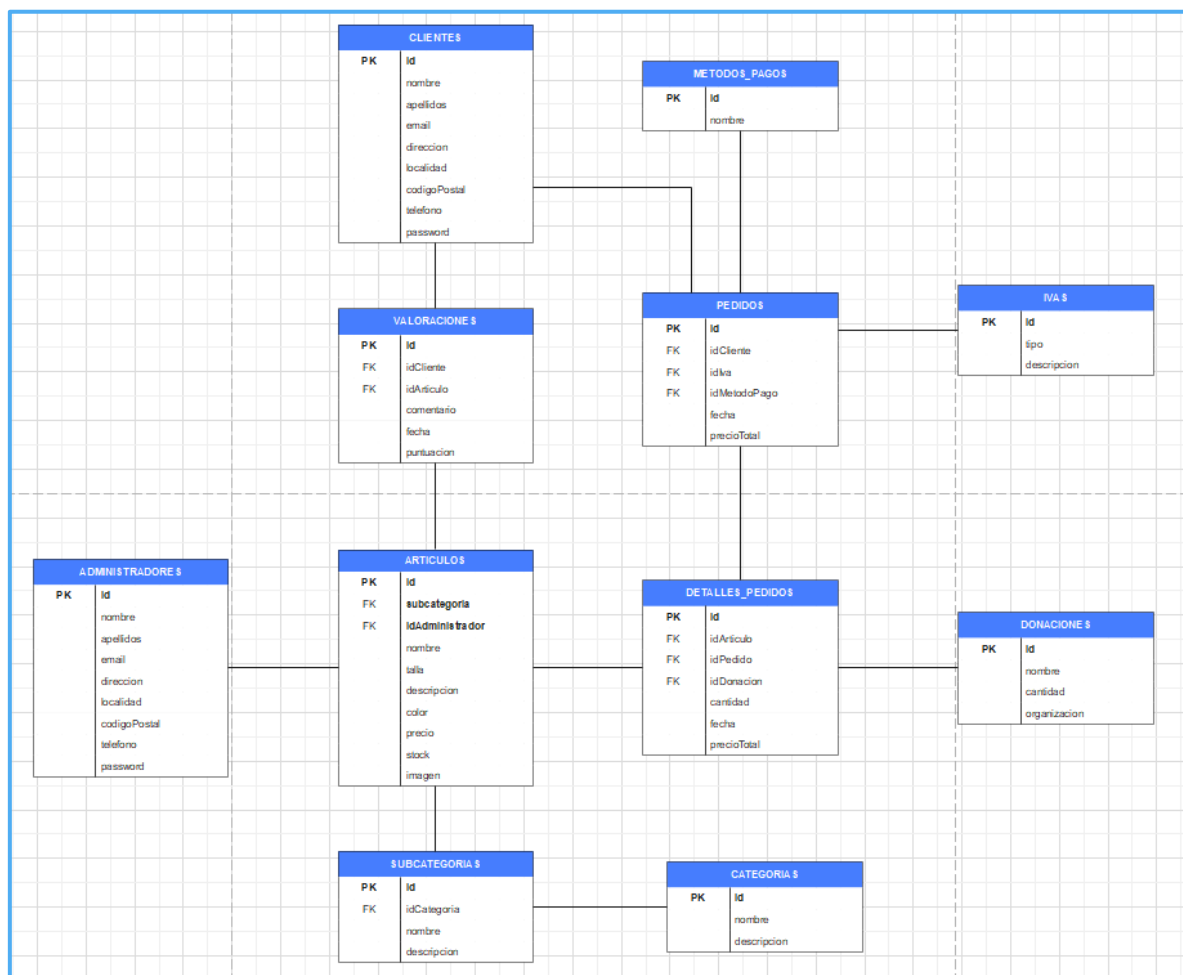 CLIENTES
PK id
nombre
apellidos
email
direccion
localidad
codigoPostal
telefono
password
METODOS_PAGOS
PK id
nombre
VALORACIONES
PK id
FK idCliente
FK idArticulo
comentario
fecha
puntuacion
PEDIDOS
PK id
FK idCliente
FK idIva
FK idMetodoPago
fecha
precioTotal
IVAS
PK id
tipo
descripcion
ADMINISTRADORES
PK id
nombre
apellidos
email
direccion
localidad
codigoPostal
telefono
password
ARTICULOS
PK id
FK subcategoria
FK idAdministrador
nombre
talla
descripcion
color
precio
stock
imagen
DETALLES_PEDIDOS
PK id
FK idArticulo
FK idPedido
FK idDonacion
cantidad
fecha
precioTotal
DONACIONES
PK id
nombre
cantidad
organizacion
SUBCATEGORIAS
PK id
FK idCategoria
nombre
descripcion
CATEGORIAS
PK id
nombre
descripcion